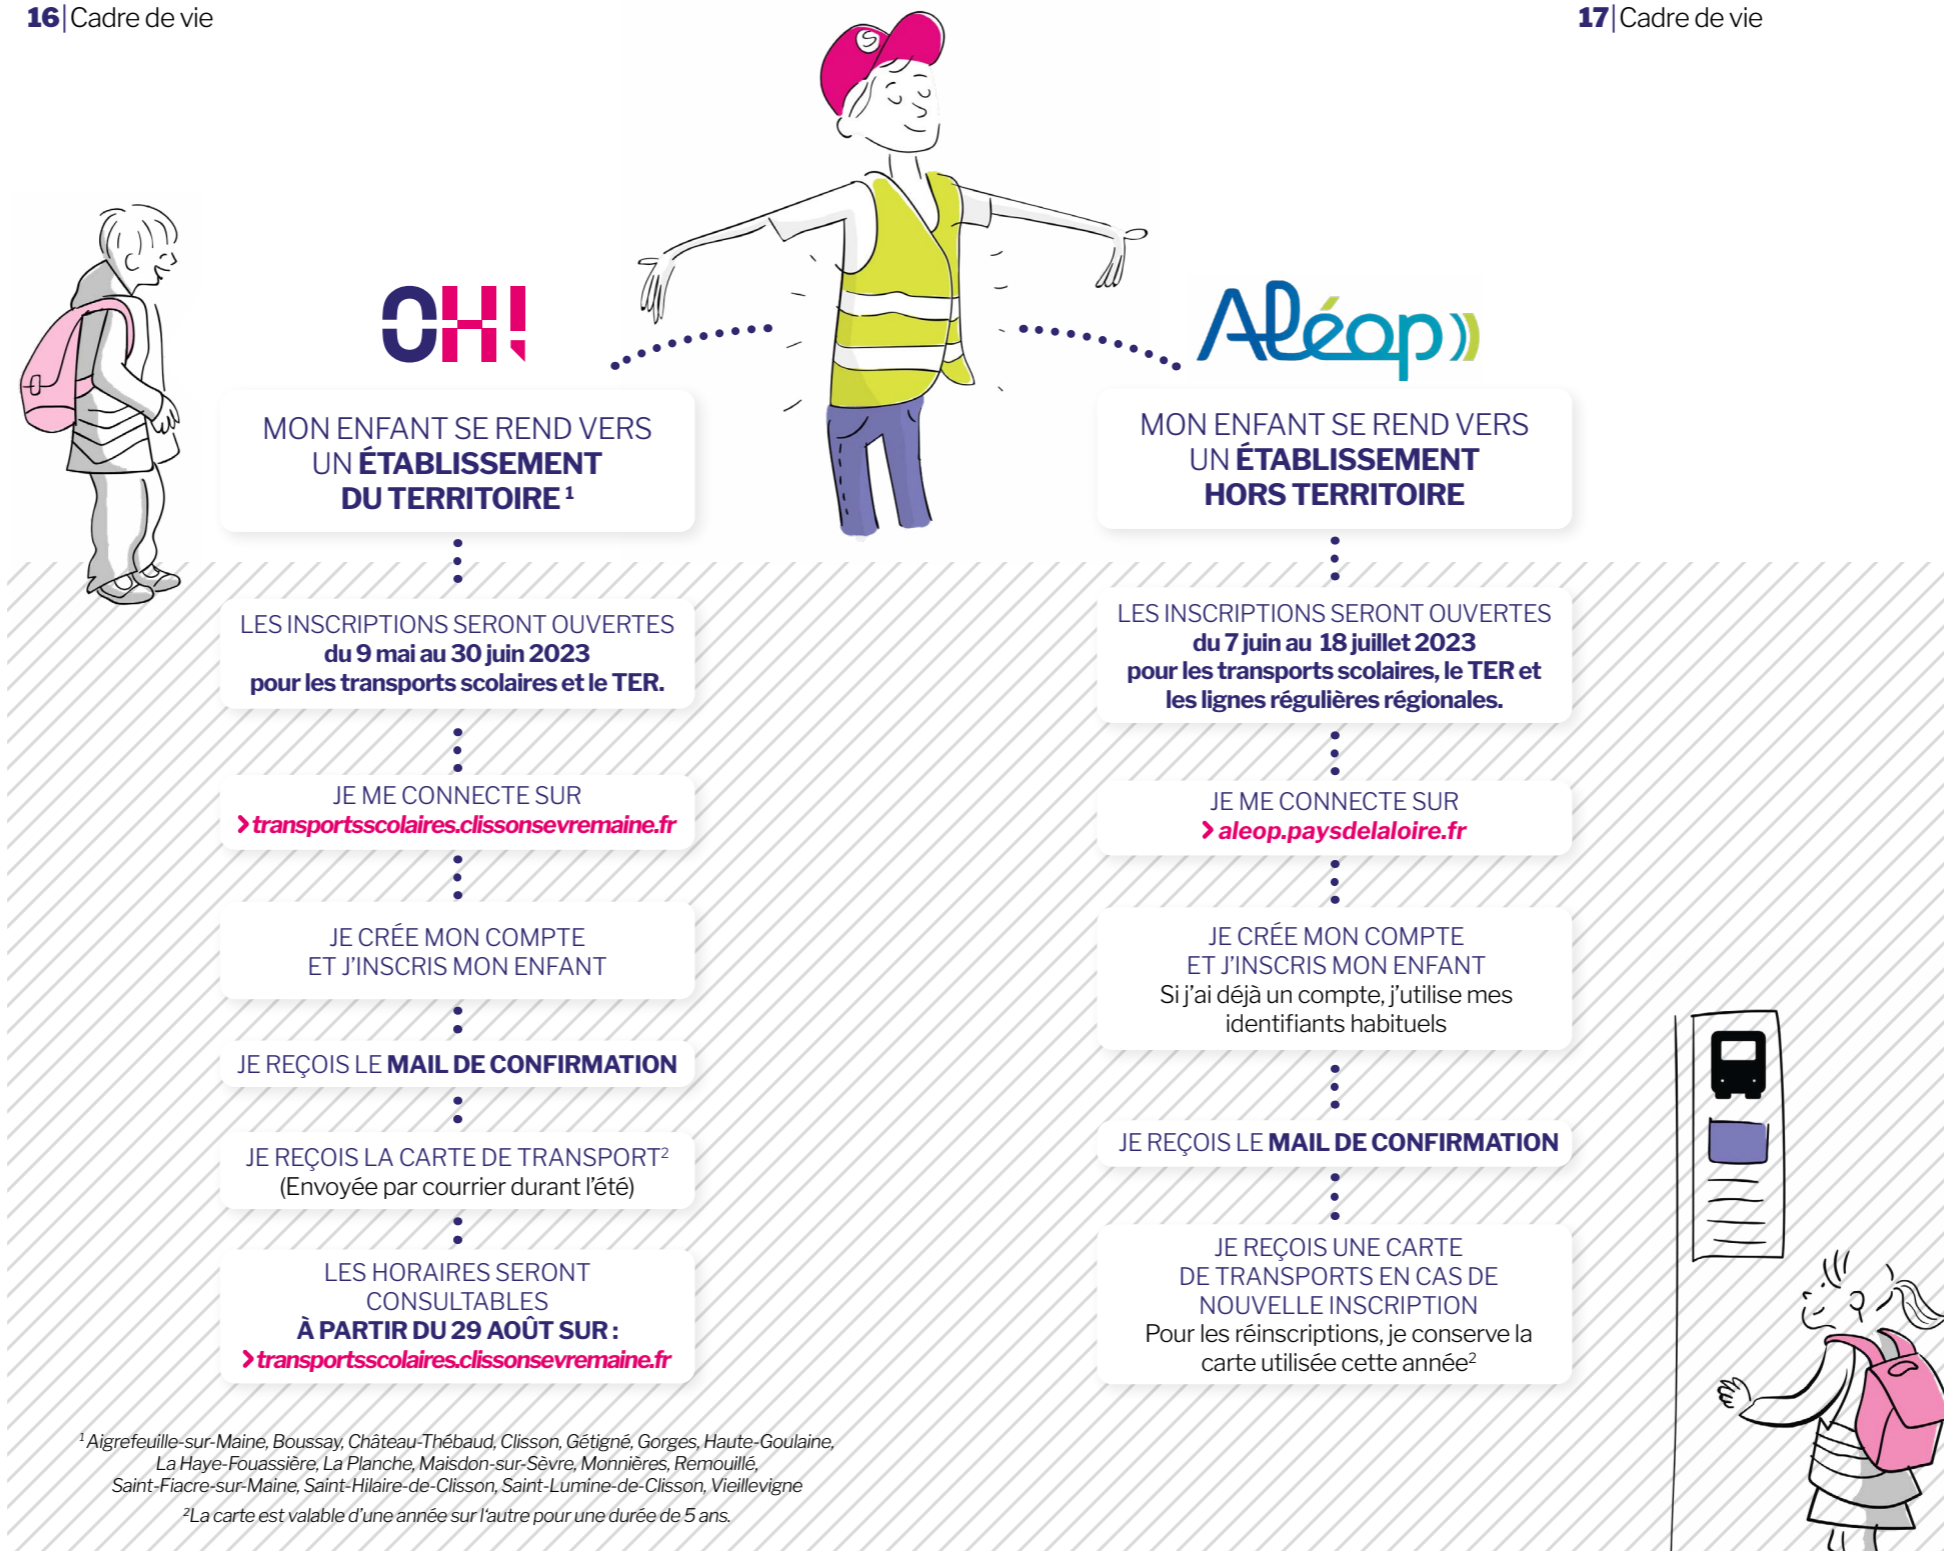 16|Cadre de vie
17|Cadre de vie
S
OH!
MON ENFANT SE REND VERS
UN ÉTABLISSEMENT
DU TERRITOIRE ¹
LES INSCRIPTIONS SERONT OUVERTES
du 9 mai au 30 juin 2023
pour les transports scolaires et le TER.
JE ME CONNECTE SUR
> transportsscolaires.clissonsevremaine.fr
JE CRÉE MON COMPTE
ET J'INSCRIS MON ENFANT
JE REÇOIS LE MAIL DE CONFIRMATION
JE REÇOIS LA CARTE DE TRANSPORT²
(Envoyée par courrier durant l'été)
LES HORAIRES SERONT
CONSULTABLES
À PARTIR DU 29 AOÛT SUR :
> transportsscolaires.clissonsevremaine.fr
Aléop
MON ENFANT SE REND VERS
UN ÉTABLISSEMENT
HORS TERRITOIRE
LES INSCRIPTIONS SERONT OUVERTES
du 7 juin au 18 juillet 2023
pour les transports scolaires, le TER et
les lignes régulières régionales.
JE ME CONNECTE SUR
> aleop.paysdelaloire.fr
JE CRÉE MON COMPTE
ET J'INSCRIS MON ENFANT
Si j'ai déjà un compte, j'utilise mes
identifiants habituels
JE REÇOIS LE MAIL DE CONFIRMATION
JE REÇOIS UNE CARTE
DE TRANSPORTS EN CAS DE
NOUVELLE INSCRIPTION
Pour les réinscriptions, je conserve la
carte utilisée cette année²
¹ Aigrefeuille-sur-Maine, Boussay, Château-Thébaud, Clisson, Gétigné, Gorges, Haute-Goulaine,
La Haye-Fouassière, La Planche, Maisdon-sur-Sèvre, Monnières, Remouillé,
Saint-Fiacre-sur-Maine, Saint-Hilaire-de-Clisson, Saint-Lumine-de-Clisson, Vieillevigne
²La carte est valable d'une année sur l'autre pour une durée de 5 ans.